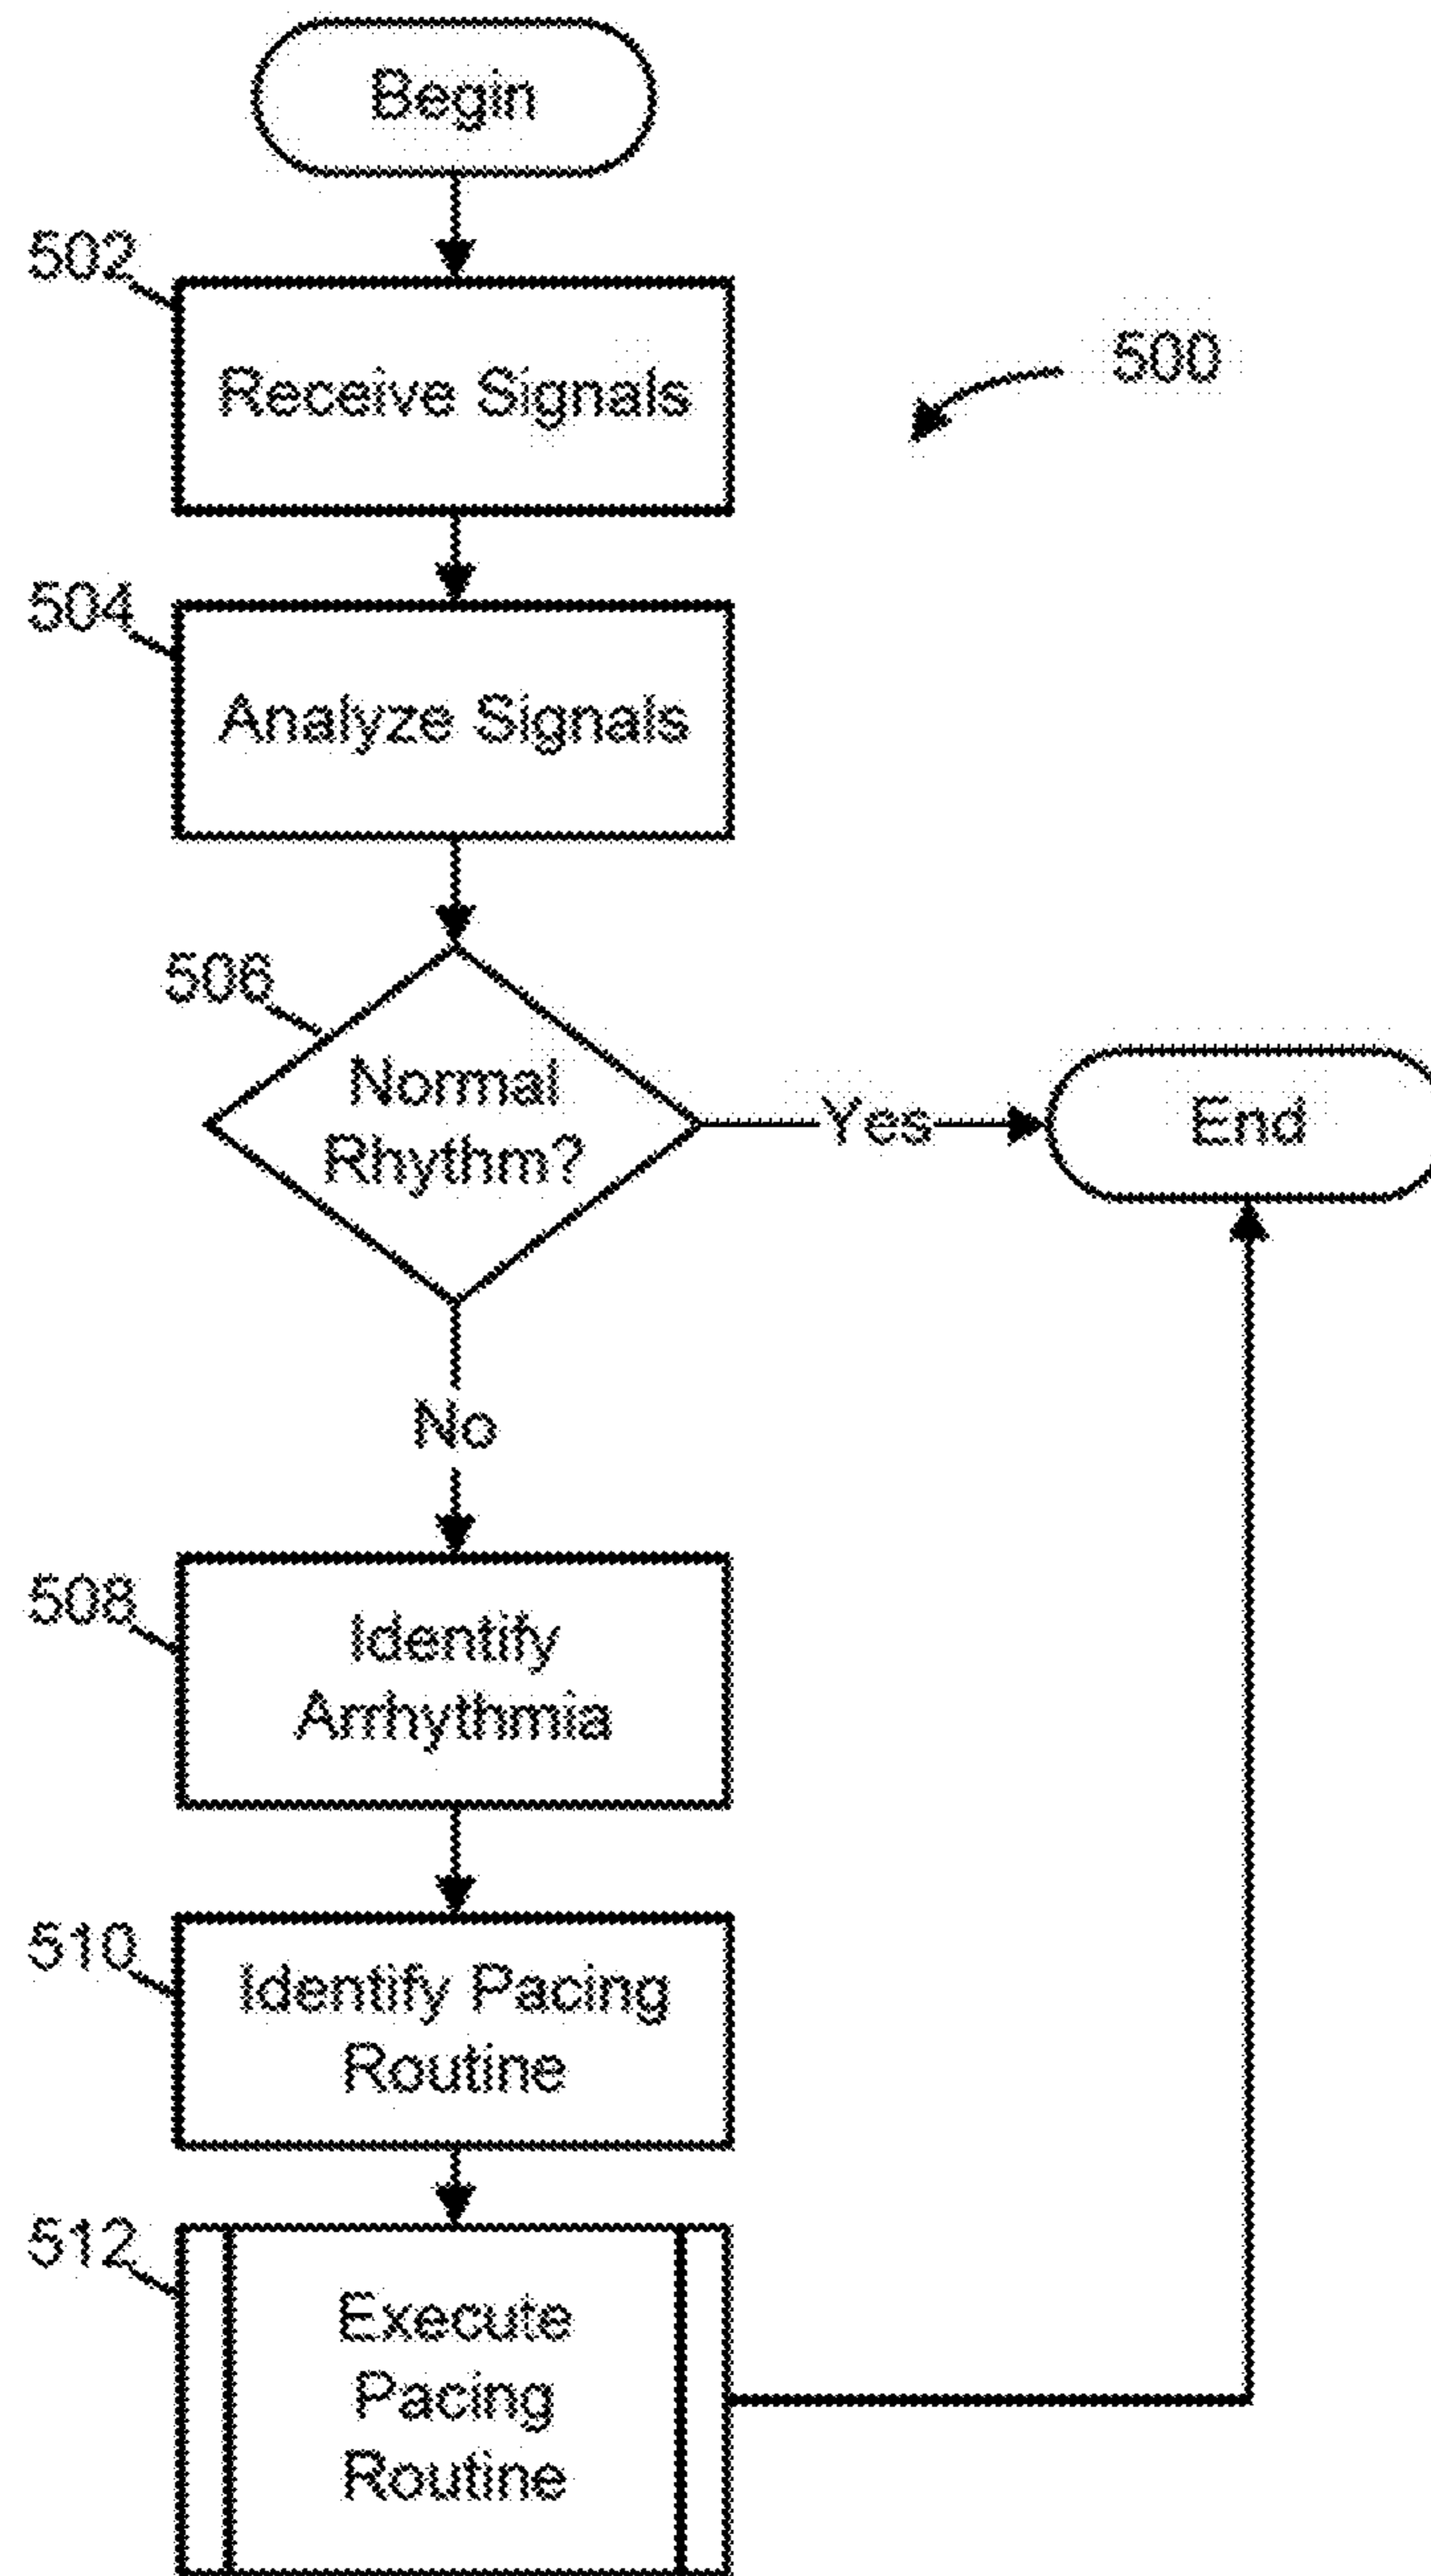 Begin
502
Receive Signals
500
504
Analyze Signals
506
Normal
Rhythm?
Yes
End
No
508
Identify
Arrhythmia
510
Identify Pacing
Routine
512
Execute
Pacing
Routine